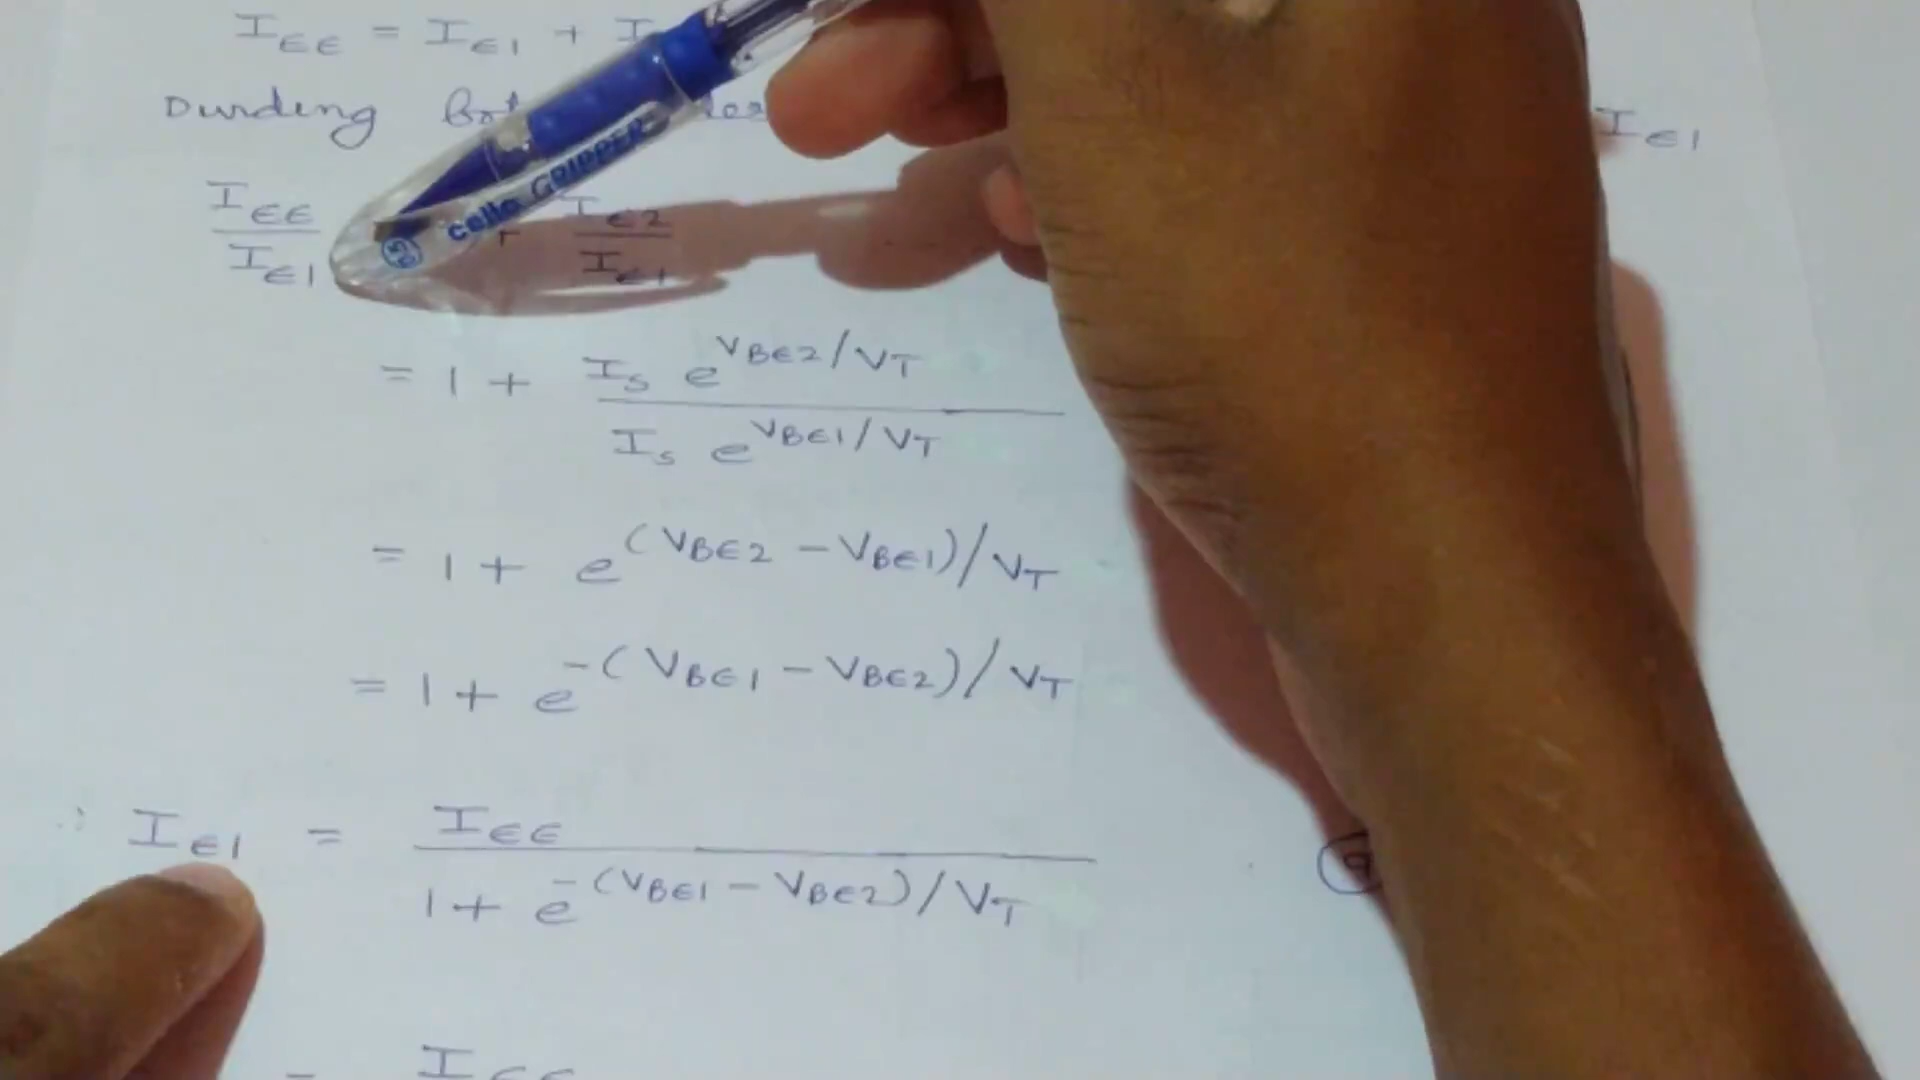 I_EE = I_E1 + I
Dividing
I_E1
I_EE / I_E1 + I_E2 / I_E1
cello GRIPPER
= 1 + I_S e^(V_BE2/V_T) / I_S e^(V_BE1/V_T)
= 1 + e^(V_BE2 - V_BE1)/V_T
= 1 + e^-(V_BE1 - V_BE2)/V_T
∴ I_E1 = I_EE / 1 + e^-(V_BE1 - V_BE2)/V_T
= I_EE